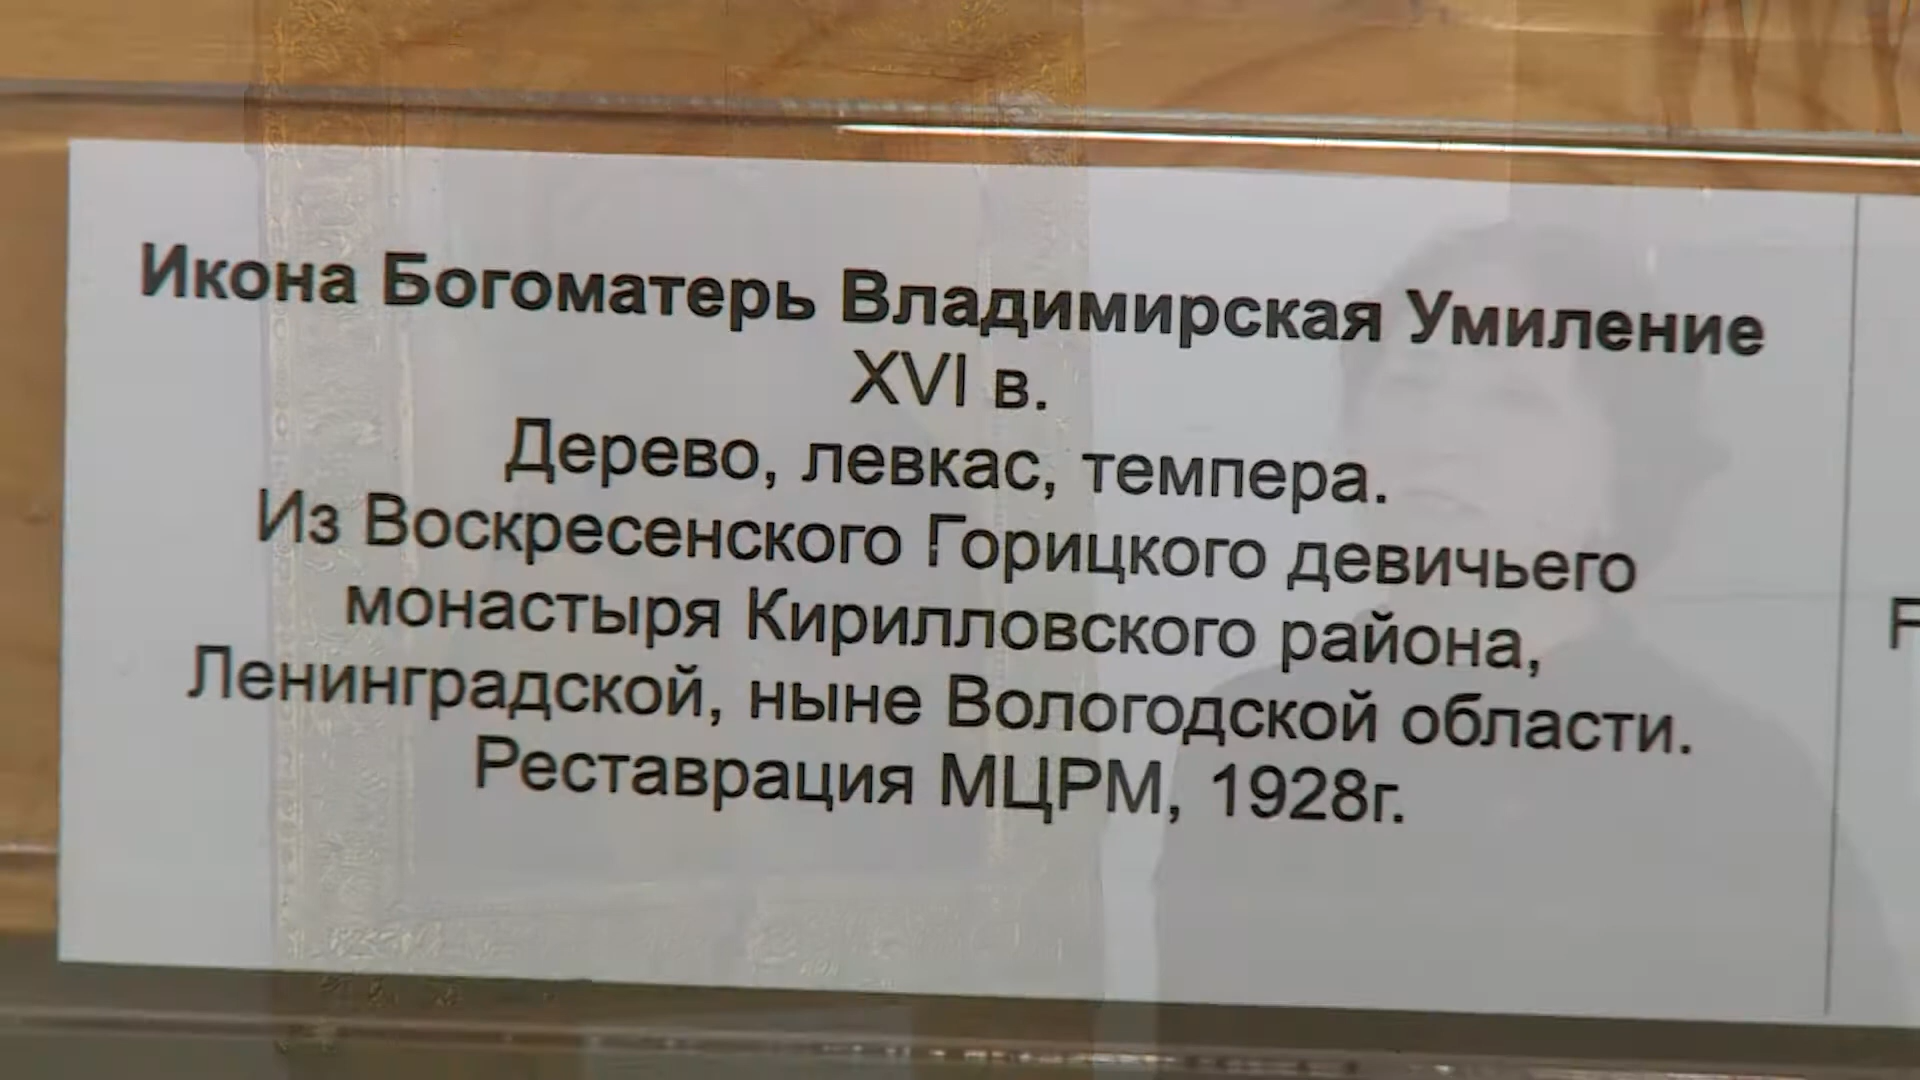 Икона Богоматерь Владимирская Умиление
XVI в.
Дерево, левкас, темпера.
Из Воскресенского Горицкого девичьего
монастыря Кирилловского района,
Ленинградской, ныне Вологодской области.
Реставрация МЦРМ, 1928г.